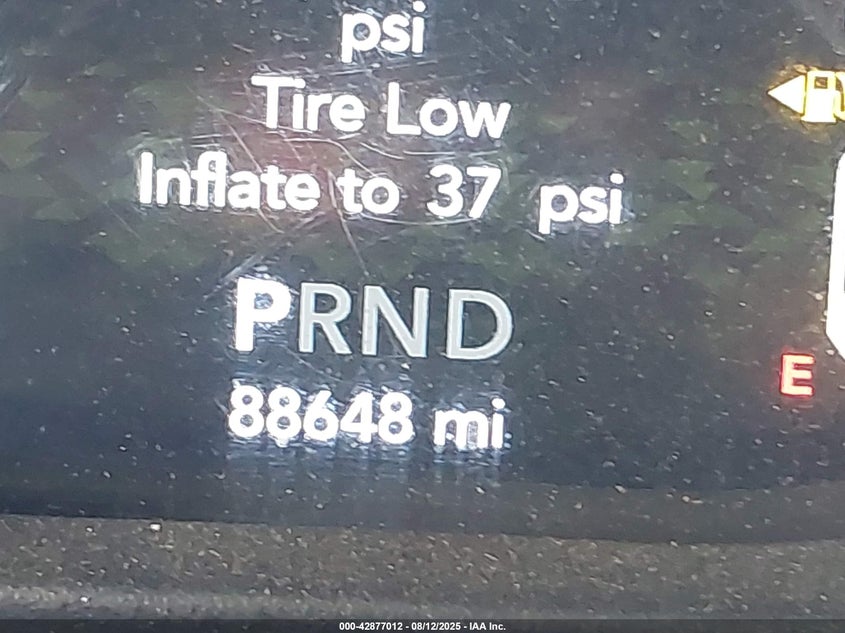 psi
Tire Low
Inflate to 37 psi
PRND
E
88648 mi
000-42877012 - 08/12/2025 - IAA Inc.